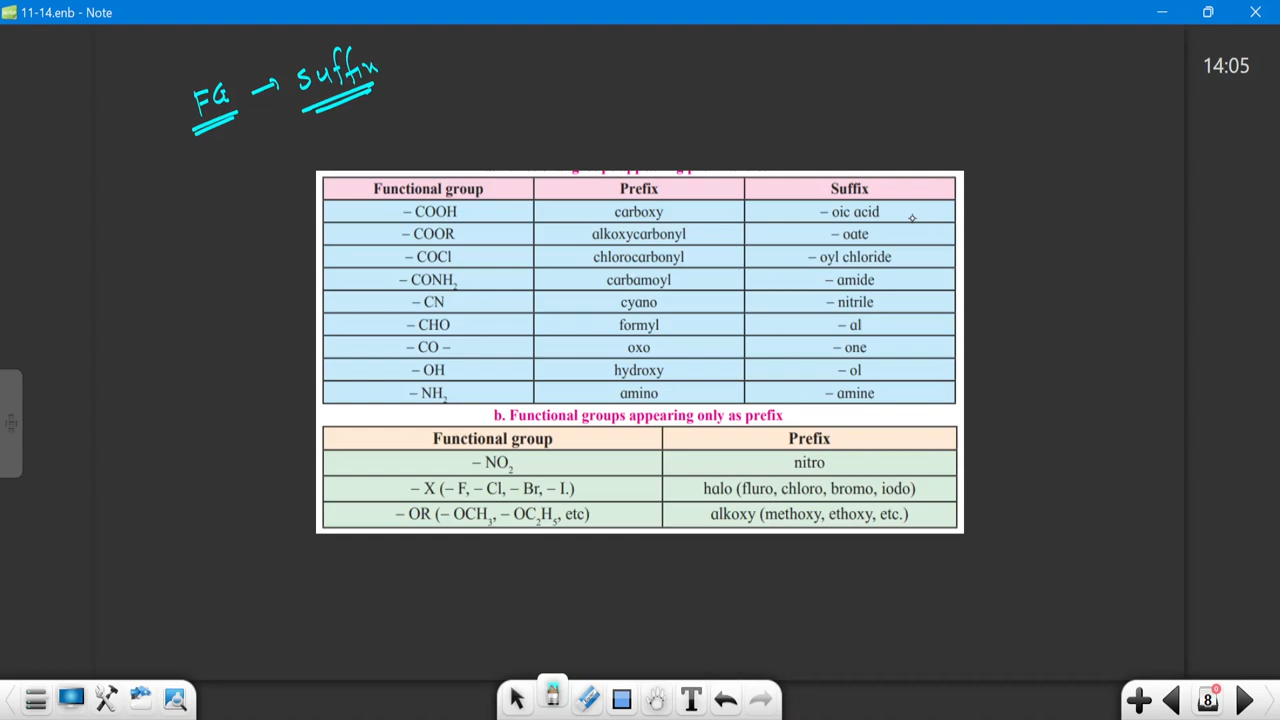 11-14.enb - Note
14:05
FG → suffix
Functional group Prefix Suffix
– COOH carboxy – oic acid
– COOR alkoxycarbonyl – oate
– COCl chlorocarbonyl – oyl chloride
– CONH₂ carbamoyl – amide
– CN cyano – nitrile
– CHO formyl – al
– CO – oxo – one
– OH hydroxy – ol
– NH₂ amino – amine
b. Functional groups appearing only as prefix
Functional group Prefix
– NO₂ nitro
– X (– F, – Cl, – Br, – I.) halo (fluro, chloro, bromo, iodo)
– OR (– OCH₃, – OC₂H₅, etc) alkoxy (methoxy, ethoxy, etc.)
T 8 0